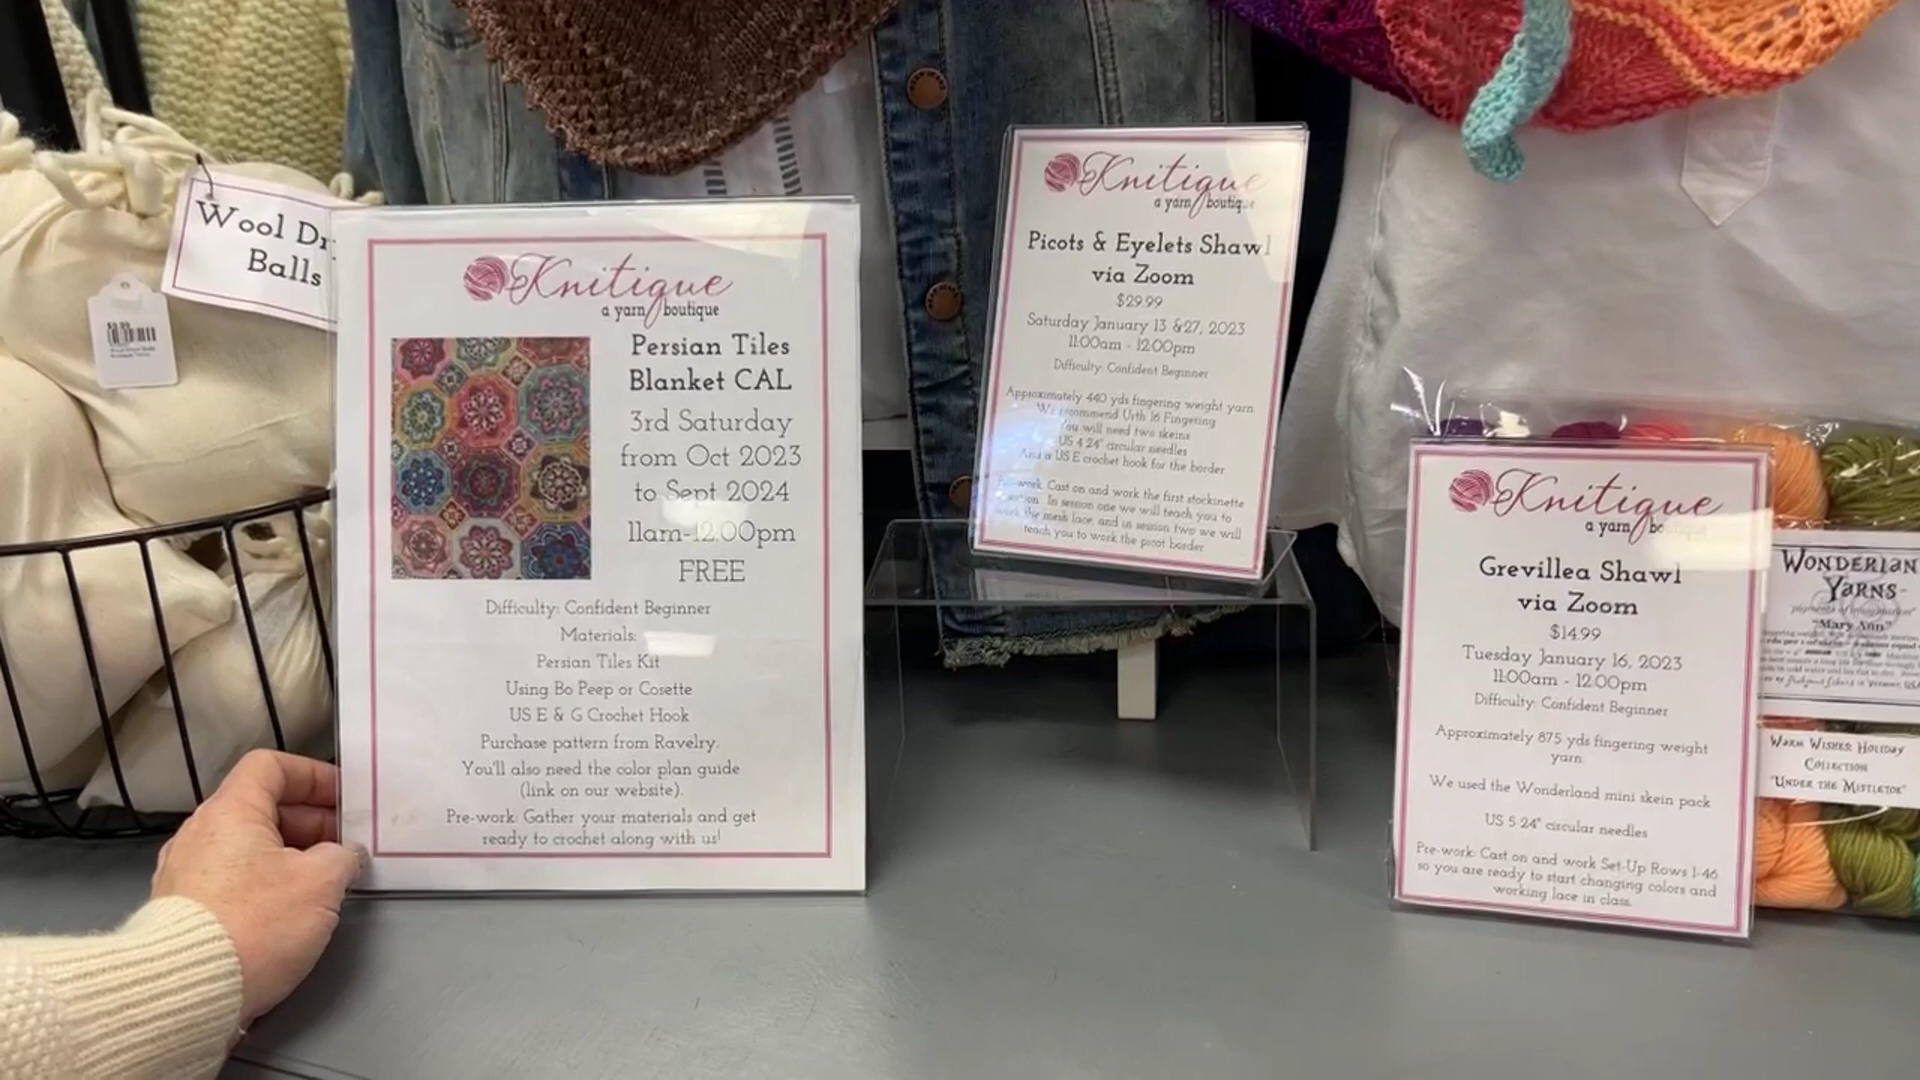 Wool Dr
Balls
Knitique
a yarn boutique
Persian Tiles
Blanket CAL
3rd Saturday
from Oct 2023
to Sept 2024
11am-12:00pm
FREE
Difficulty: Confident Beginner
Materials:
Persian Tiles Kit
Using Bo Peep or Cosette
US E & G Crochet Hook
Purchase pattern from Ravelry.
You'll also need the color plan guide
(link on our website).
Pre-work: Gather your materials and get
ready to crochet along with us!
Knitique
a yarn boutique
Picots & Eyelets Shawl
via Zoom
$29.99
Saturday January 13 &27, 2023
11:00am - 12:00pm
Difficulty: Confident Beginner
Approximately 440 yds fingering weight yarn
We recommend Urth 16 Fingering
You will need two skeins
US 4 24" circular needles
And a US E crochet hook for the border
Pre-work: Cast on and work the first stockinette
section. In session one we will teach you to
work the mesh lace, and in session two we will
teach you to work the picot border.
Knitique
a yarn boutique
Grevillea Shawl
via Zoom
$14.99
Tuesday January 16, 2023
11:00am - 12:00pm
Difficulty: Confident Beginner
Approximately 875 yds fingering weight
yarn.
We used the Wonderland mini skein pack
US 5 24" circular needles
Pre-work: Cast on and work Set-Up Rows 1-46
so you are ready to start changing colors and
working lace in class.
Wonderlan
Yarns
"pigments of imagination"
"Mary Ann"
Warm Wishes Holiday
Collection
"Under the Mistletoe"